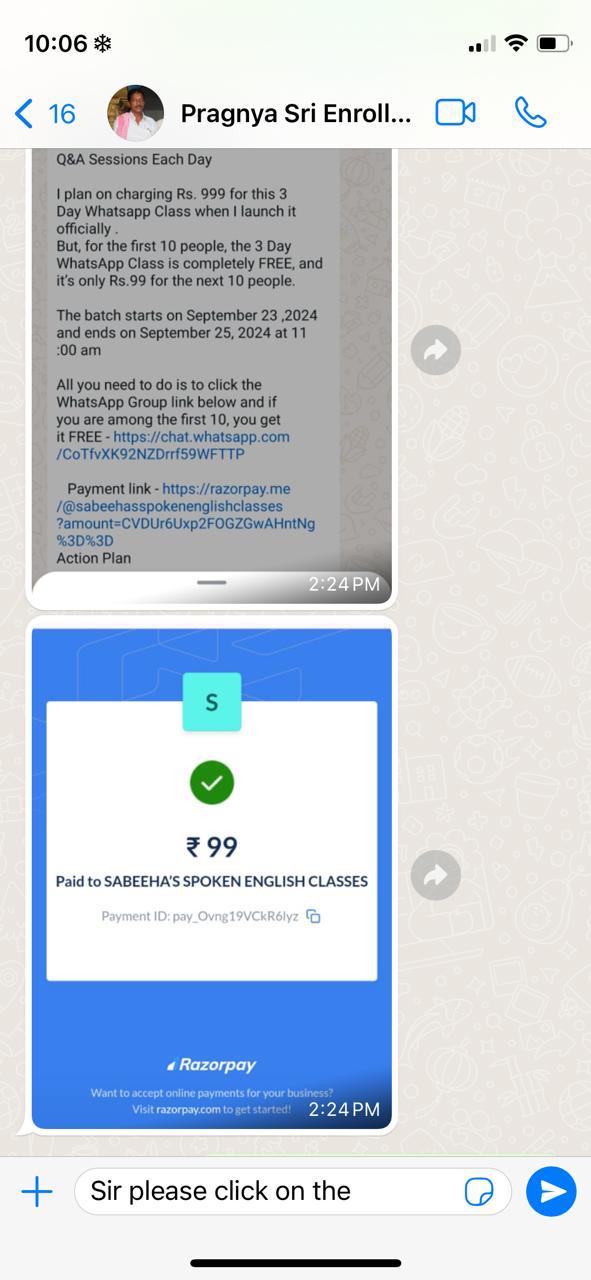 10:06
16
Pragnya Sri Enroll...
Q&A Sessions Each Day
I plan on charging Rs. 999 for this 3
Day Whatsapp Class when I launch it
officially .
But, for the first 10 people, the 3 Day
WhatsApp Class is completely FREE, and
it's only Rs.99 for the next 10 people.
The batch starts on September 23 ,2024
and ends on September 25, 2024 at 11
:00 am
All you need to do is to click the
WhatsApp Group link below and if
you are among the first 10, you get
it FREE - https://chat.whatsapp.com
/CoTfvXK92NZDrrf59WFTTP
Payment link - https://razorpay.me
/@sabeehasspokenenglishclasses
?amount=CVDUr6Uxp2FOGZGwAHntNg
%3D%3D
Action Plan
2:24 PM
S
₹ 99
Paid to SABEEHA'S SPOKEN ENGLISH CLASSES
Payment ID: pay_Ovng19VCkR6lyz
Razorpay
Want to accept online payments for your business?
Visit razorpay.com to get started!
2:24 PM
Sir please click on the